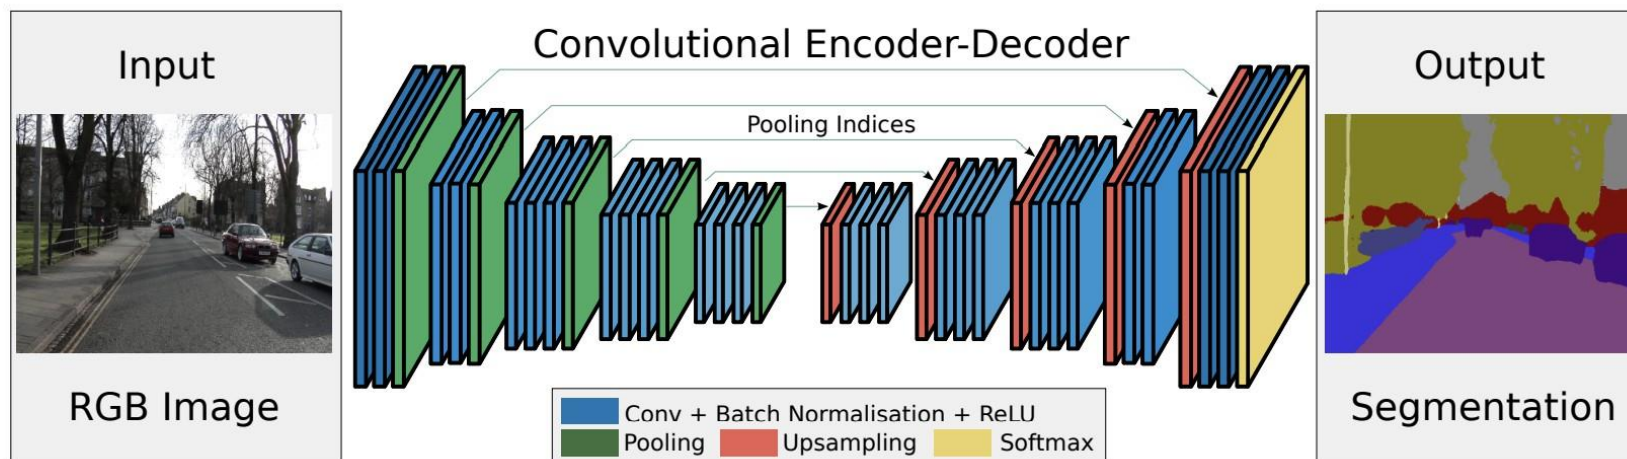 Convolutional Encoder-Decoder
Input
Output
Pooling Indices
RGB Image
Segmentation
Conv + Batch Normalisation + ReLU
Pooling
Upsampling
Softmax